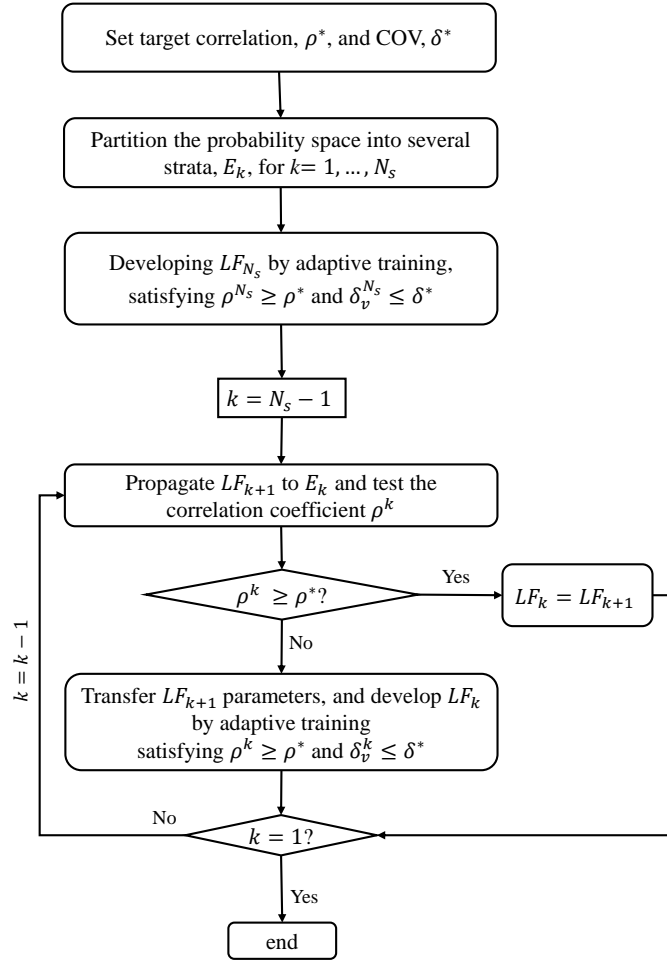 Set target correlation, ρ*, and COV, δ*
Partition the probability space into several
strata, E_k, for k= 1, … , N_s
Developing LF_{N_s} by adaptive training,
satisfying ρ^{N_s} ≥ ρ* and δ_v^{N_s} ≤ δ*
k = N_s − 1
Propagate LF_{k+1} to E_k and test the
correlation coefficient ρ^k
ρ^k ≥ ρ*?
Yes
LF_k = LF_{k+1}
No
k = k − 1
Transfer LF_{k+1} parameters, and develop LF_k
by adaptive training
satisfying ρ^k ≥ ρ* and δ_v^k ≤ δ*
No
k = 1?
Yes
end